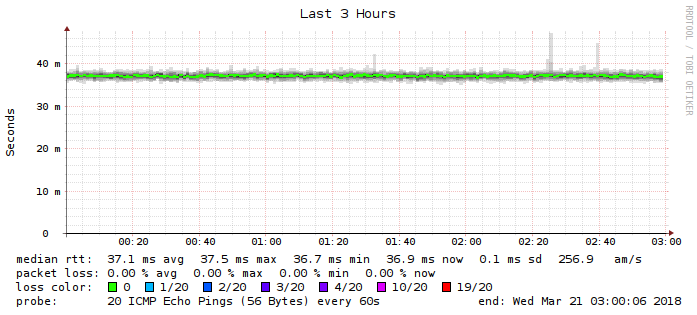 Last 3 Hours
RRDTOOL / TOBI OETIKER
Seconds
40 m
30 m
20 m
10 m
0
00:20 00:40 01:00 01:20 01:40 02:00 02:20 02:40 03:00
median rtt: 37.1 ms avg 37.5 ms max 36.7 ms min 36.9 ms now 0.1 ms sd 256.9 am/s
packet loss: 0.00 % avg 0.00 % max 0.00 % min 0.00 % now
loss color: 0 1/20 2/20 3/20 4/20 10/20 19/20
probe: 20 ICMP Echo Pings (56 Bytes) every 60s end: Wed Mar 21 03:00:06 2018